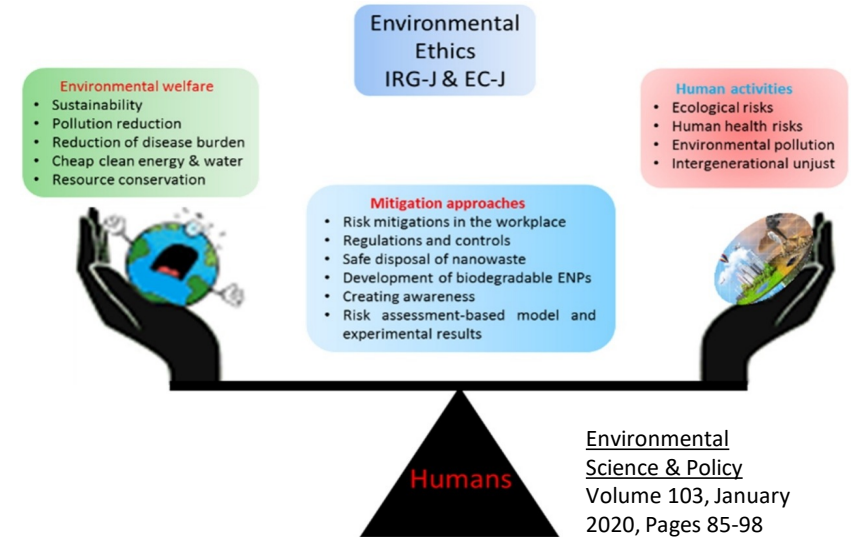 Environmental
Ethics
IRG-J & EC-J
Environmental welfare
• Sustainability
• Pollution reduction
• Reduction of disease burden
• Cheap clean energy & water
• Resource conservation
Human activities
• Ecological risks
• Human health risks
• Environmental pollution
• Intergenerational unjust
Mitigation approaches
• Risk mitigations in the workplace
• Regulations and controls
• Safe disposal of nanowaste
• Development of biodegradable ENPs
• Creating awareness
• Risk assessment-based model and
experimental results
Humans
Environmental
Science & Policy
Volume 103, January
2020, Pages 85-98